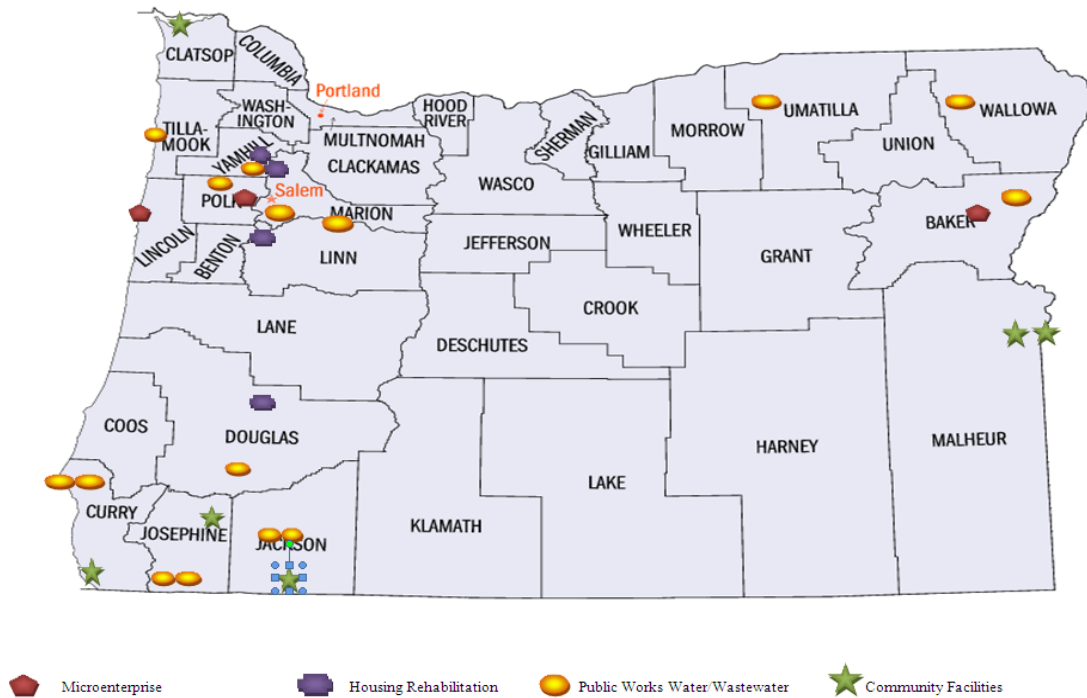 CLATSOP
COLUMBIA
Portland
TILLA-
MOOK
WASH-
INGTON
HOOD
RIVER
MULTNOMAH
CLACKAMAS
YAMHILL
SHERMAN
GILLIAM
MORROW
UMATILLA
WALLOWA
UNION
POLK
Salem
MARION
WASCO
WHEELER
BAKER
LINCOLN
BENTON
LINN
JEFFERSON
GRANT
LANE
CROOK
DESCHUTES
COOS
DOUGLAS
HARNEY
MALHEUR
LAKE
CURRY
JOSEPHINE
JACKSON
KLAMATH
Microenterprise
Housing Rehabilitation
Public Works Water/Wastewater
Community Facilities